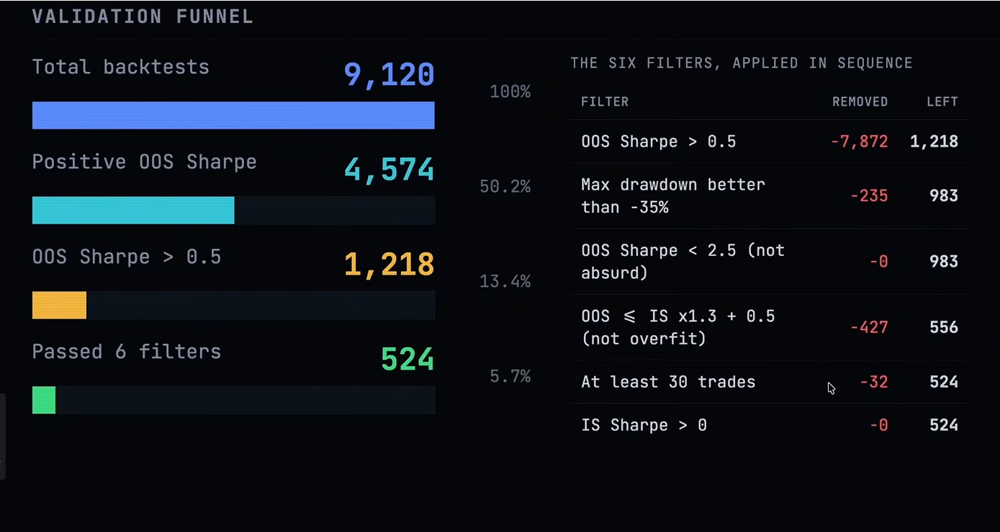 VALIDATION FUNNEL
Total backtests
9,120
100%
Positive OOS Sharpe
4,574
50.2%
OOS Sharpe > 0.5
1,218
13.4%
Passed 6 filters
524
5.7%
THE SIX FILTERS, APPLIED IN SEQUENCE
FILTER REMOVED LEFT
OOS Sharpe > 0.5 -7,872 1,218
Max drawdown better
than -35% -235 983
OOS Sharpe < 2.5 (not
absurd) -0 983
OOS ⩽ IS x1.3 + 0.5
(not overfit) -427 556
At least 30 trades -32 524
IS Sharpe > 0 -0 524